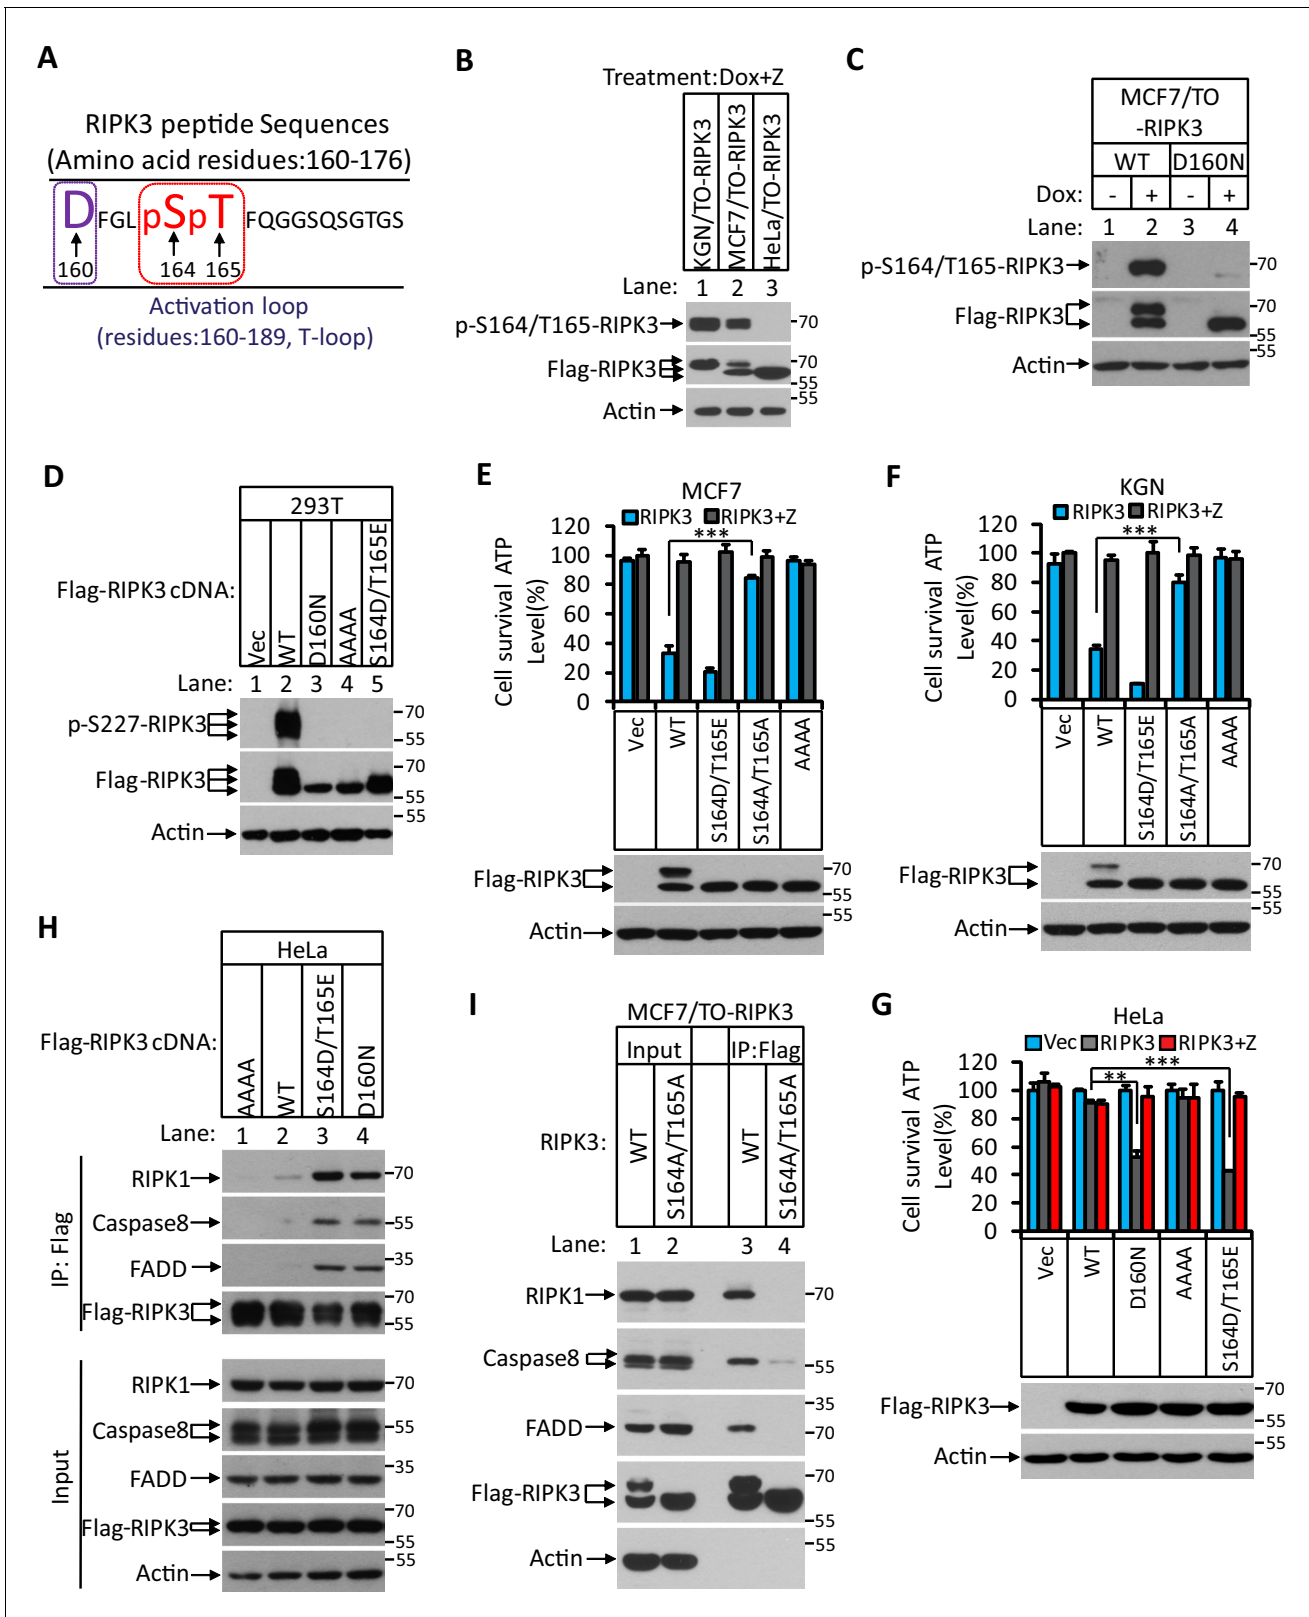 A
RIPK3 peptide Sequences
(Amino acid residues:160-176)
D FGL pSpT FQGGSQSGTGS
160 164 165
Activation loop
(residues:160-189, T-loop)
B
Treatment:Dox+Z
KGN/TO-RIPK3
MCF7/TO-RIPK3
HeLa/TO-RIPK3
Lane: 1 2 3
p-S164/T165-RIPK3 70
Flag-RIPK3 70
55
Actin 55
C
MCF7/TO
-RIPK3
WT D160N
Dox: - + - +
Lane: 1 2 3 4
p-S164/T165-RIPK3 70
Flag-RIPK3 70
55
Actin 55
D
293T
Flag-RIPK3 cDNA:
Vec
WT
D160N
AAAA
S164D/T165E
Lane: 1 2 3 4 5
p-S227-RIPK3 70
55
Flag-RIPK3 70
55
Actin 55
E
MCF7
RIPK3 RIPK3+Z
***
Cell survival ATP
Level(%)
120
100
80
60
40
20
0
Vec
WT
S164D/T165E
S164A/T165A
AAAA
Flag-RIPK3 70
55
Actin 55
F
KGN
RIPK3 RIPK3+Z
***
Cell survival ATP
Level(%)
120
100
80
60
40
20
0
Vec
WT
S164D/T165E
S164A/T165A
AAAA
Flag-RIPK3 70
55
Actin 55
H
HeLa
Flag-RIPK3 cDNA:
AAAA
WT
S164D/T165E
D160N
Lane: 1 2 3 4
IP: Flag
RIPK1 70
Caspase8 55
FADD 35
Flag-RIPK3 70
55
Input
RIPK1 70
Caspase8 55
FADD 35
Flag-RIPK3 70
55
Actin 55
I
MCF7/TO-RIPK3
Input IP:Flag
RIPK3:
WT
S164A/T165A
WT
S164A/T165A
Lane: 1 2 3 4
RIPK1 70
Caspase8 55
FADD 35
70
Flag-RIPK3 70
55
Actin 55
G
HeLa
Vec RIPK3 RIPK3+Z
** ***
Cell survival ATP
Level(%)
120
100
80
60
40
20
0
Vec
WT
D160N
AAAA
S164D/T165E
Flag-RIPK3 70
55
Actin 55